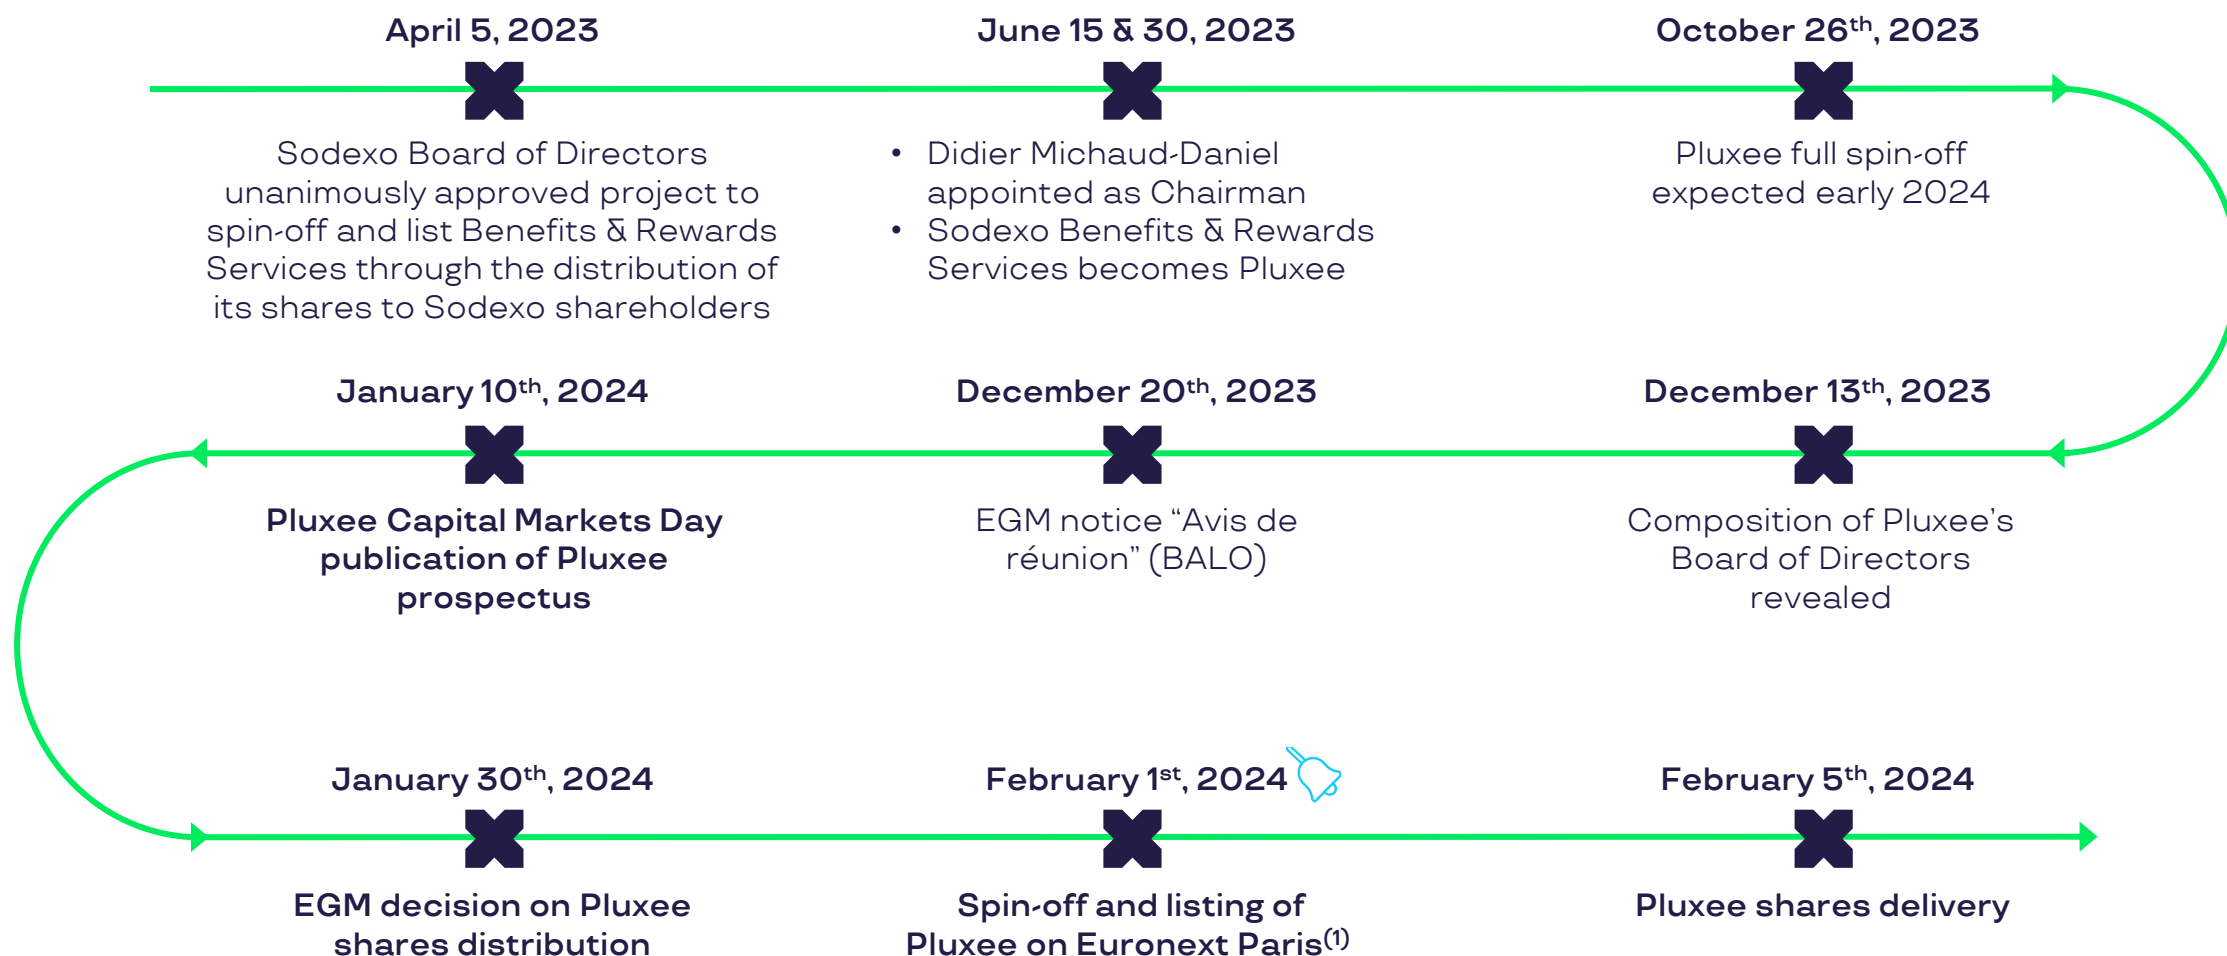 April 5, 2023
Sodexo Board of Directors
unanimously approved project to
spin-off and list Benefits & Rewards
Services through the distribution of
its shares to Sodexo shareholders
June 15 & 30, 2023
• Didier Michaud-Daniel
appointed as Chairman
• Sodexo Benefits & Rewards
Services becomes Pluxee
October 26th, 2023
Pluxee full spin-off
expected early 2024
December 13th, 2023
Composition of Pluxee’s
Board of Directors
revealed
December 20th, 2023
EGM notice “Avis de
réunion” (BALO)
January 10th, 2024
Pluxee Capital Markets Day
publication of Pluxee
prospectus
January 30th, 2024
EGM decision on Pluxee
shares distribution
February 1st, 2024
Spin-off and listing of
Pluxee on Euronext Paris(1)
February 5th, 2024
Pluxee shares delivery